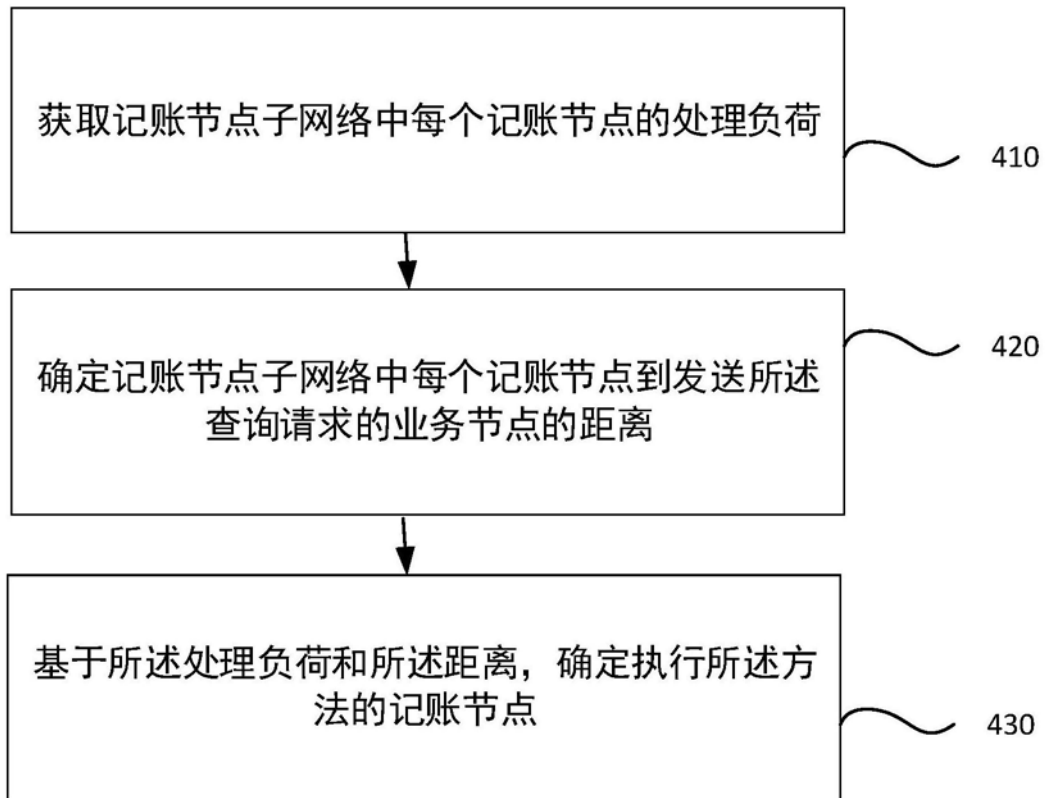 获取记账节点子网络中每个记账节点的处理负荷
410
确定记账节点子网络中每个记账节点到发送所述
查询请求的业务节点的距离
420
基于所述处理负荷和所述距离，确定执行所述方
法的记账节点
430